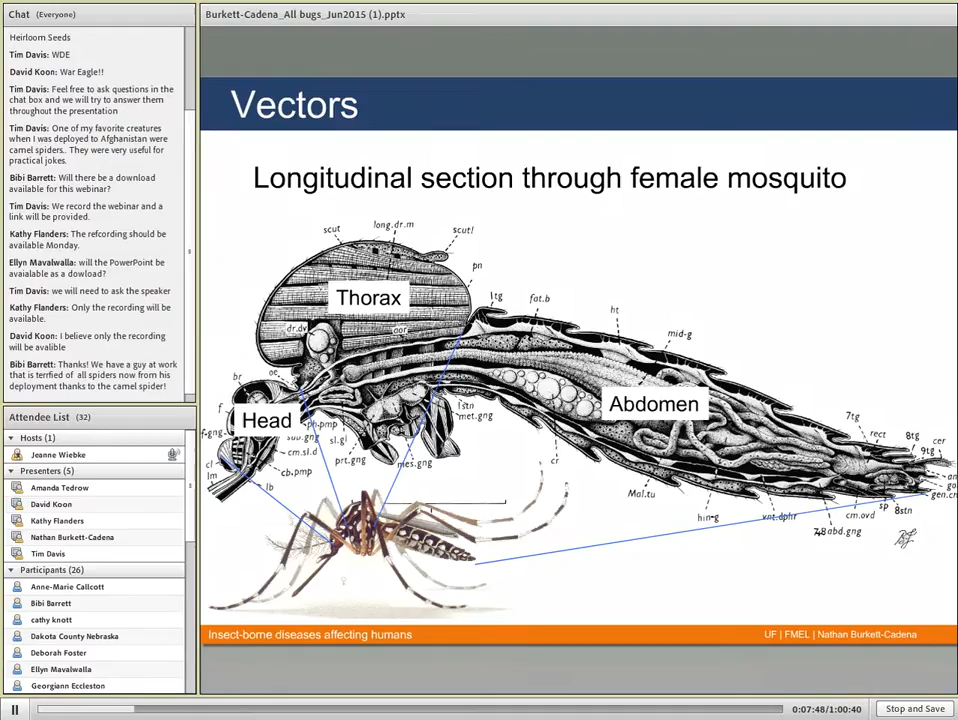 Chat (Everyone)
Heirloom Seeds
Tim Davis: WDE
David Koon: War Eagle!!
Tim Davis: Feel free to ask questions in the
chat box and we will try to answer them
throughout the presentation
Tim Davis: One of my favorite creatures
when I was deployed to Afghanistan were
camel spiders.. They were very useful for
practical jokes.
Bibi Barrett: Will there be a download
available for this webinar?
Tim Davis: We record the webinar and a
link will be provided.
Kathy Flanders: The refcording should be
available Monday.
Ellyn Mavalwalla: will the PowerPoint be
avaialable as a dowload?
Tim Davis: we will need to ask the speaker
Kathy Flanders: Only the recording will be
available.
David Koon: I believe only the recording
will be avalible
Bibi Barrett: Thanks! We have a guy at work
that is terrfied of all spiders now from his
deployment thanks to the camel spider!
Attendee List (32)
Hosts (1)
Jeanne Wiebke
Presenters (5)
Amanda Tedrow
David Koon
Kathy Flanders
Nathan Burkett-Cadena
Tim Davis
Participants (26)
Anne-Marie Callcott
Bibi Barrett
cathy knott
Dakota County Nebraska
Deborah Foster
Ellyn Mavalwalla
Georgiann Eccleston
Burkett-Cadena_All bugs_Jun2015 (1).pptx
Vectors
Longitudinal section through female mosquito
scut
long.dr.m
scutl
pn
Thorax
1tg
fat.b
ht
mid-g
dr.dv
aor
oe
br
f
f-gng
Head
Abdomen
ph-pmp
sub.gng
sl.gl
cm.sl.d
prt.gng
mes.gng
1stn
met.gng
cr
cl
lm
lb
cb.pmp
7tg
rect
8tg
9tg
cer
an
gen.cr
sp
8stn
Mal.tu
hin-g
vnt.dphr
cm.ovd
7&8abd.gng
Insect-borne diseases affecting humans
UF | FMEL | Nathan Burkett-Cadena
0:07:48/1:00:40
Stop and Save